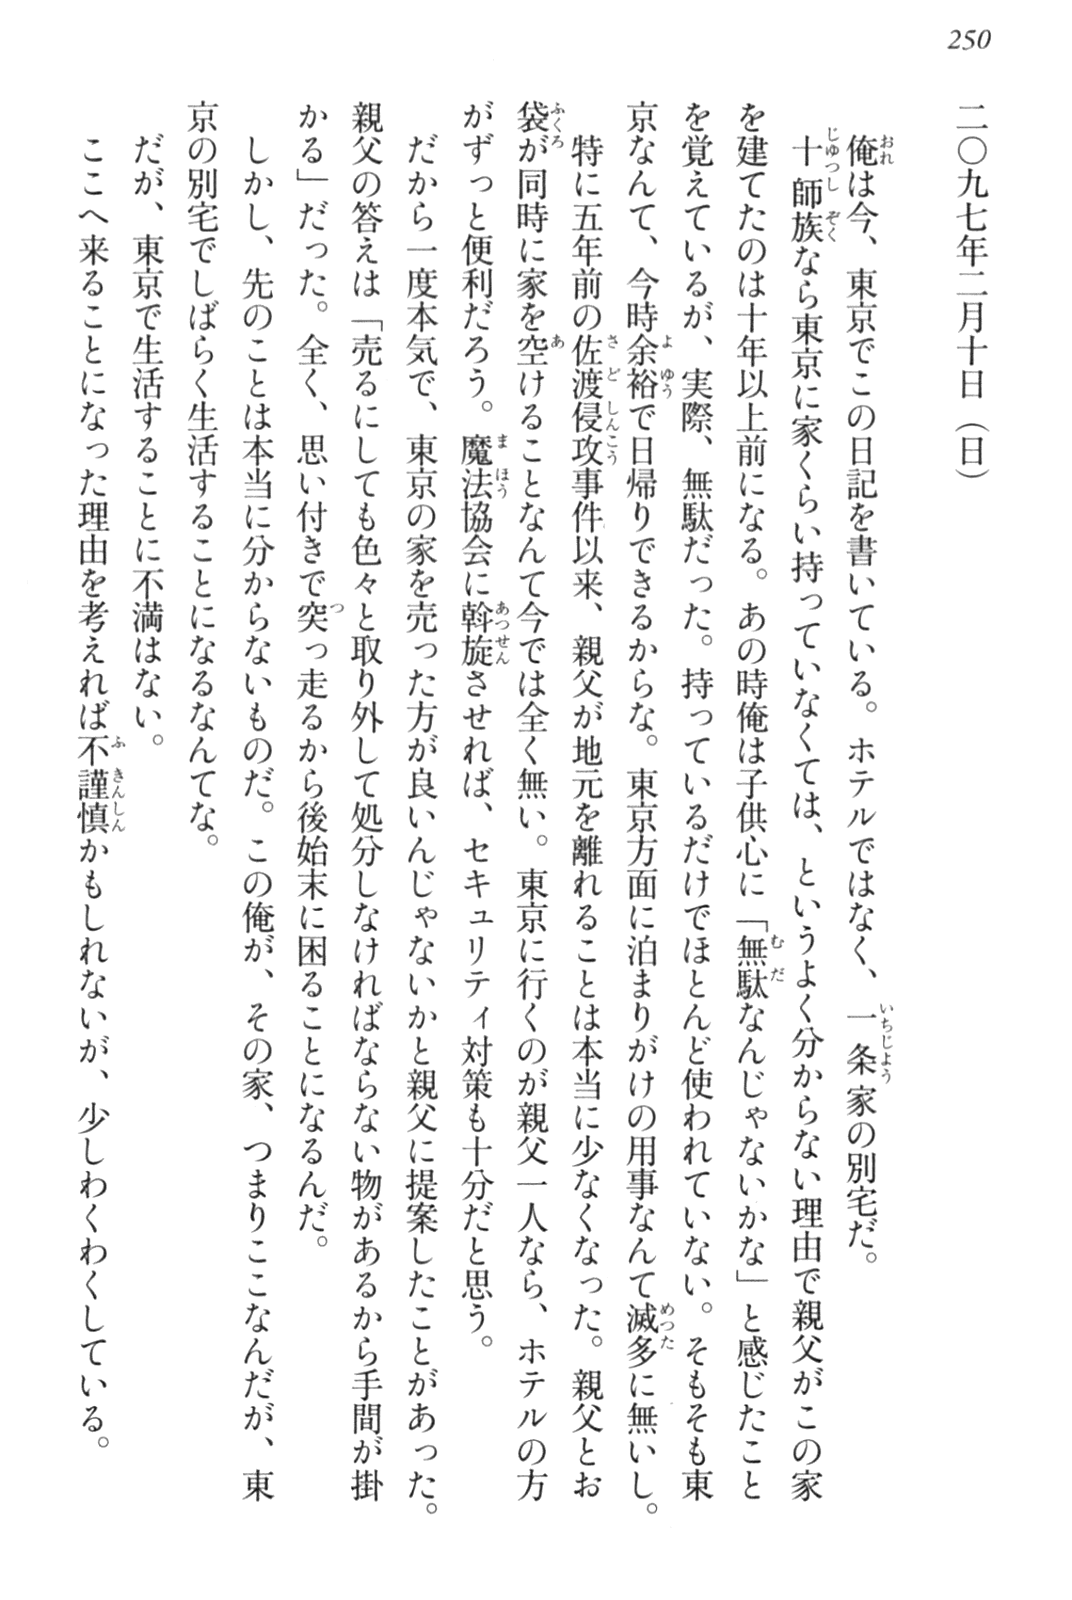 250
二〇九七年二月十日（日）
俺は今、東京でこの日記を書いている。ホテルではなく、一条家の別宅だ。
十師族なら東京に家くらい持っていなくては、というよく分からない理由で親父がこの家
を建てたのは十年以上前になる。あの時俺は子供心に「無駄なんじゃないかな」と感じたこと
を覚えているが、実際、無駄だった。持っているだけでほとんど使われていない。そもそも東
京なんて、今時余裕で日帰りできるからな。東京方面に泊まりがけの用事なんて滅多に無いし。
特に五年前の佐渡侵攻事件以来、親父が地元を離れることは本当に少なくなった。親父とお
袋が同時に家を空けることなんて今では全く無い。東京に行くのが親父一人なら、ホテルの方
がずっと便利だろう。魔法協会に斡旋させれば、セキュリティ対策も十分だと思う。
だから一度本気で、東京の家を売った方が良いんじゃないかと親父に提案したことがあった。
親父の答えは「売るにしても色々と取り外して処分しなければならない物があるから手間が掛
かる」だった。全く、思い付きで突っ走るから後始末に困ることになるんだ。
しかし、先のことは本当に分からないものだ。この俺が、その家、つまりここなんだが、東
京の別宅でしばらく生活することになるなんてな。
だが、東京で生活することに不満はない。
ここへ来ることになった理由を考えれば不謹慎かもしれないが、少しわくわくしている。